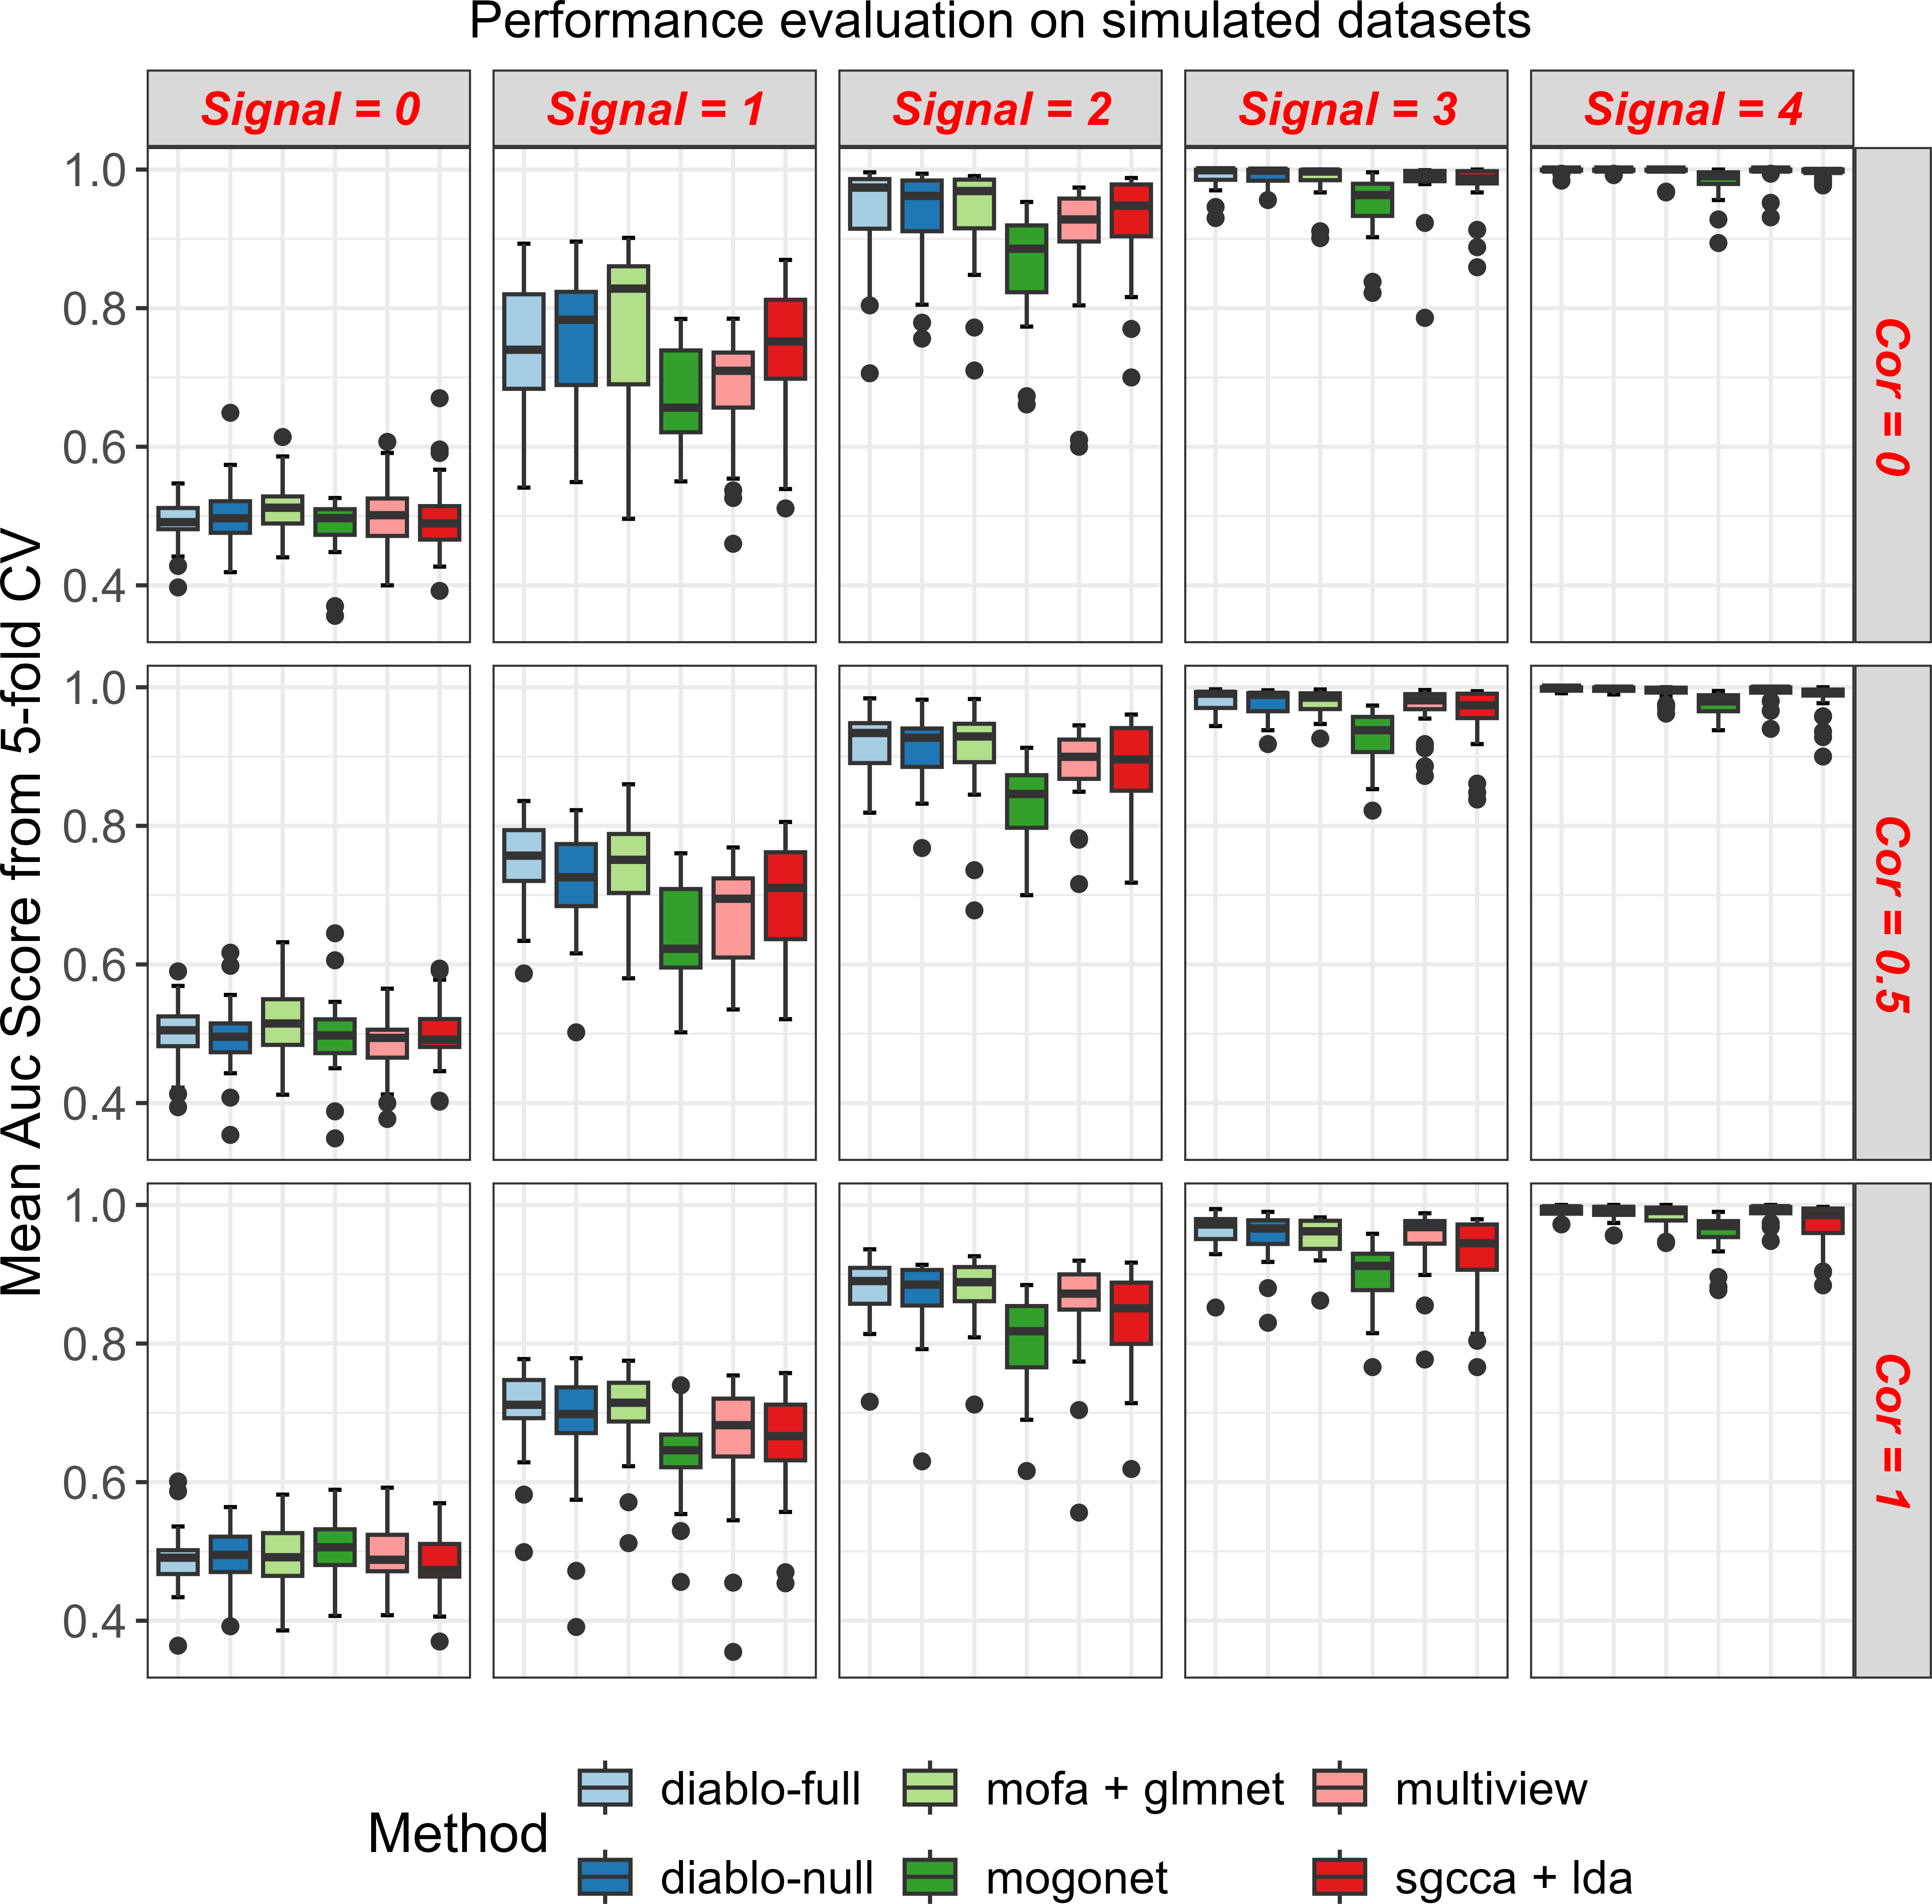 Performance evaluation on simulated datasets
Signal = 0
Signal = 1
Signal = 2
Signal = 3
Signal = 4
Mean Auc Score from 5-fold CV
1.0
0.8
0.6
0.4
Cor = 0
1.0
0.8
0.6
0.4
Cor = 0.5
1.0
0.8
0.6
0.4
Cor = 1
Method
diablo-full
mofa + glmnet
multiview
diablo-null
mogonet
sgcca + lda